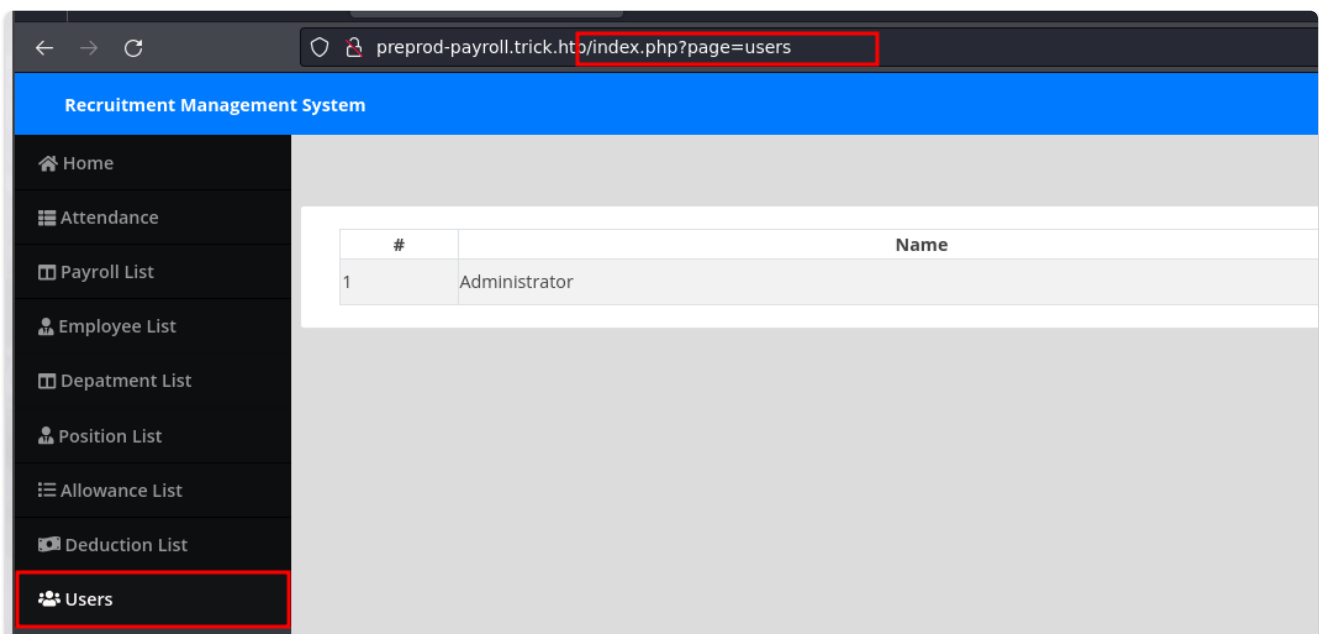 preprod-payroll.trick.htb/index.php?page=users
Recruitment Management System
Home
Attendance
Payroll List
Employee List
Depatment List
Position List
Allowance List
Deduction List
Users
# Name
1 Administrator